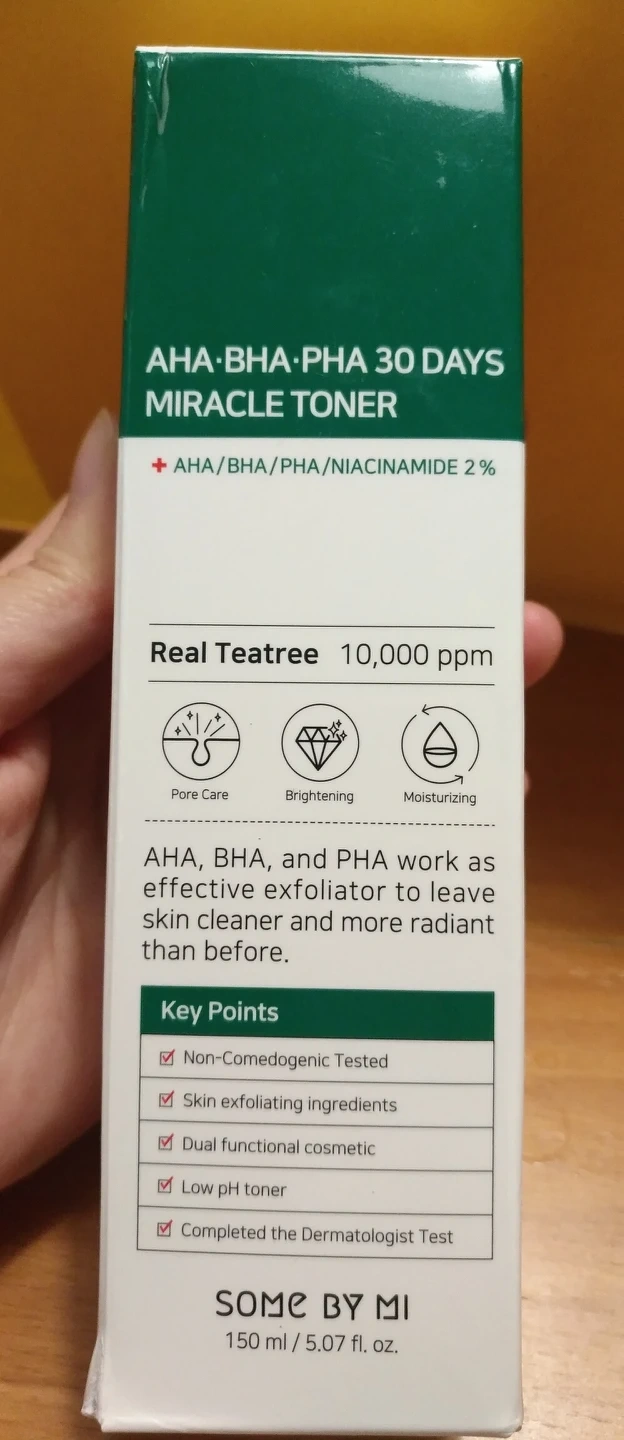 AHA·BHA·PHA 30 DAYS
MIRACLE TONER
+ AHA/BHA/PHA/NIACINAMIDE 2%
Real Teatree 10,000 ppm
Pore Care Brightening Moisturizing
AHA, BHA, and PHA work as
effective exfoliator to leave
skin cleaner and more radiant
than before.
Key Points
Non-Comedogenic Tested
Skin exfoliating ingredients
Dual functional cosmetic
Low pH toner
Completed the Dermatologist Test
SOME BY MI
150 ml / 5.07 fl. oz.